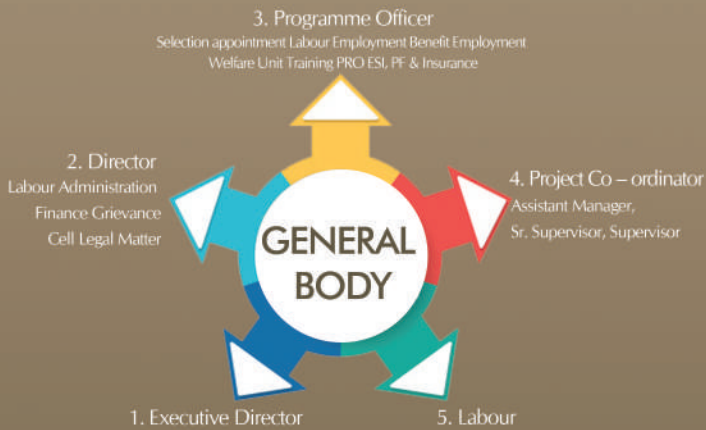 3. Programme Officer
Selection appointment Labour Employment Benefit Employment
Welfare Unit Training PRO ESI, PF & Insurance
2. Director
Labour Administration
Finance Grievance
Cell Legal Matter
4. Project Co – ordinator
Assistant Manager,
Sr. Supervisor, Supervisor
GENERAL
BODY
1. Executive Director
5. Labour